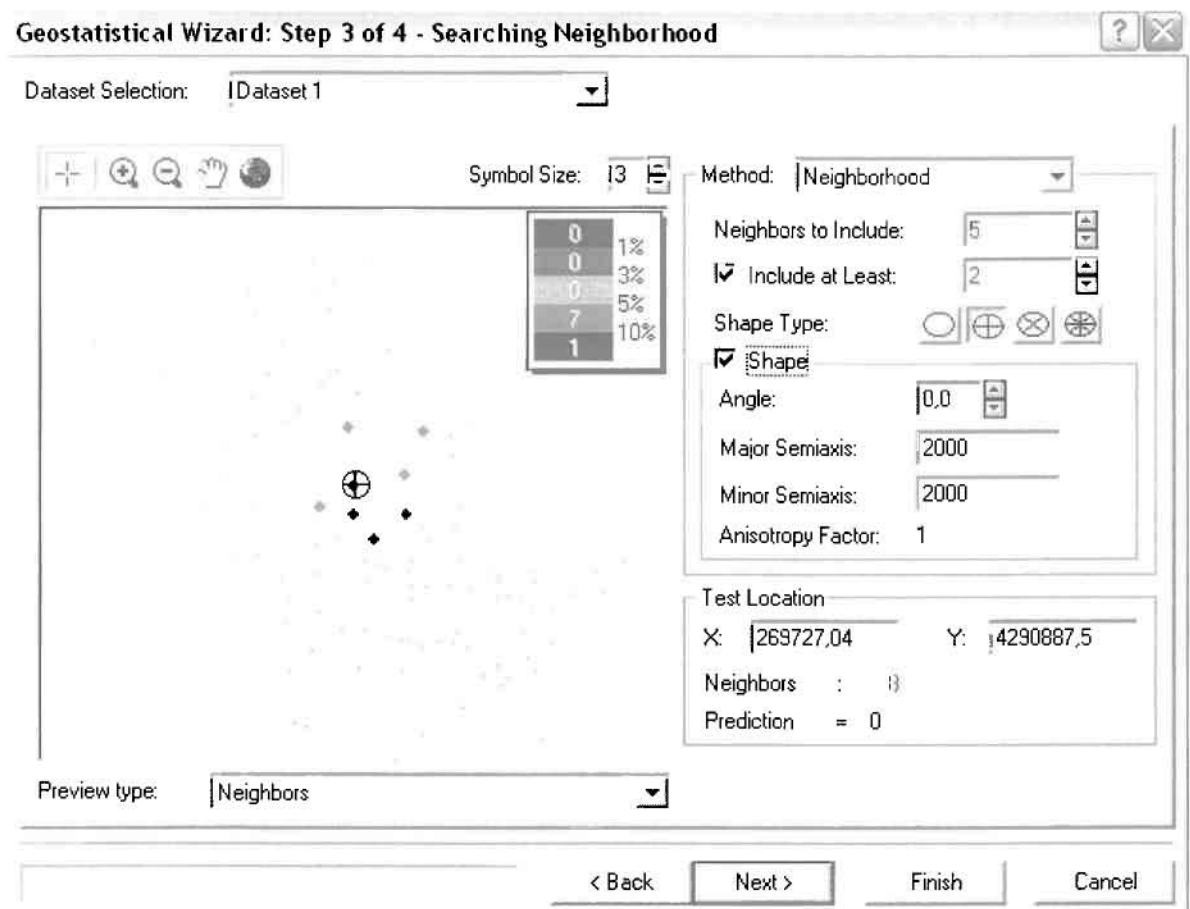 Geostatistical Wizard: Step 3 of 4 - Searching Neighborhood
Dataset Selection: Dataset 1
Symbol Size: 3
Method: Neighborhood
0
0
0
7
1
1%
3%
5%
10%
Neighbors to Include: 5
Include at Least: 2
Shape Type:
Shape
Angle: 0,0
Major Semiaxis: 2000
Minor Semiaxis: 2000
Anisotropy Factor: 1
Test Location
X: 269727,04 Y: 4290887,5
Neighbors : 8
Prediction = 0
Preview type: Neighbors
< Back Next > Finish Cancel